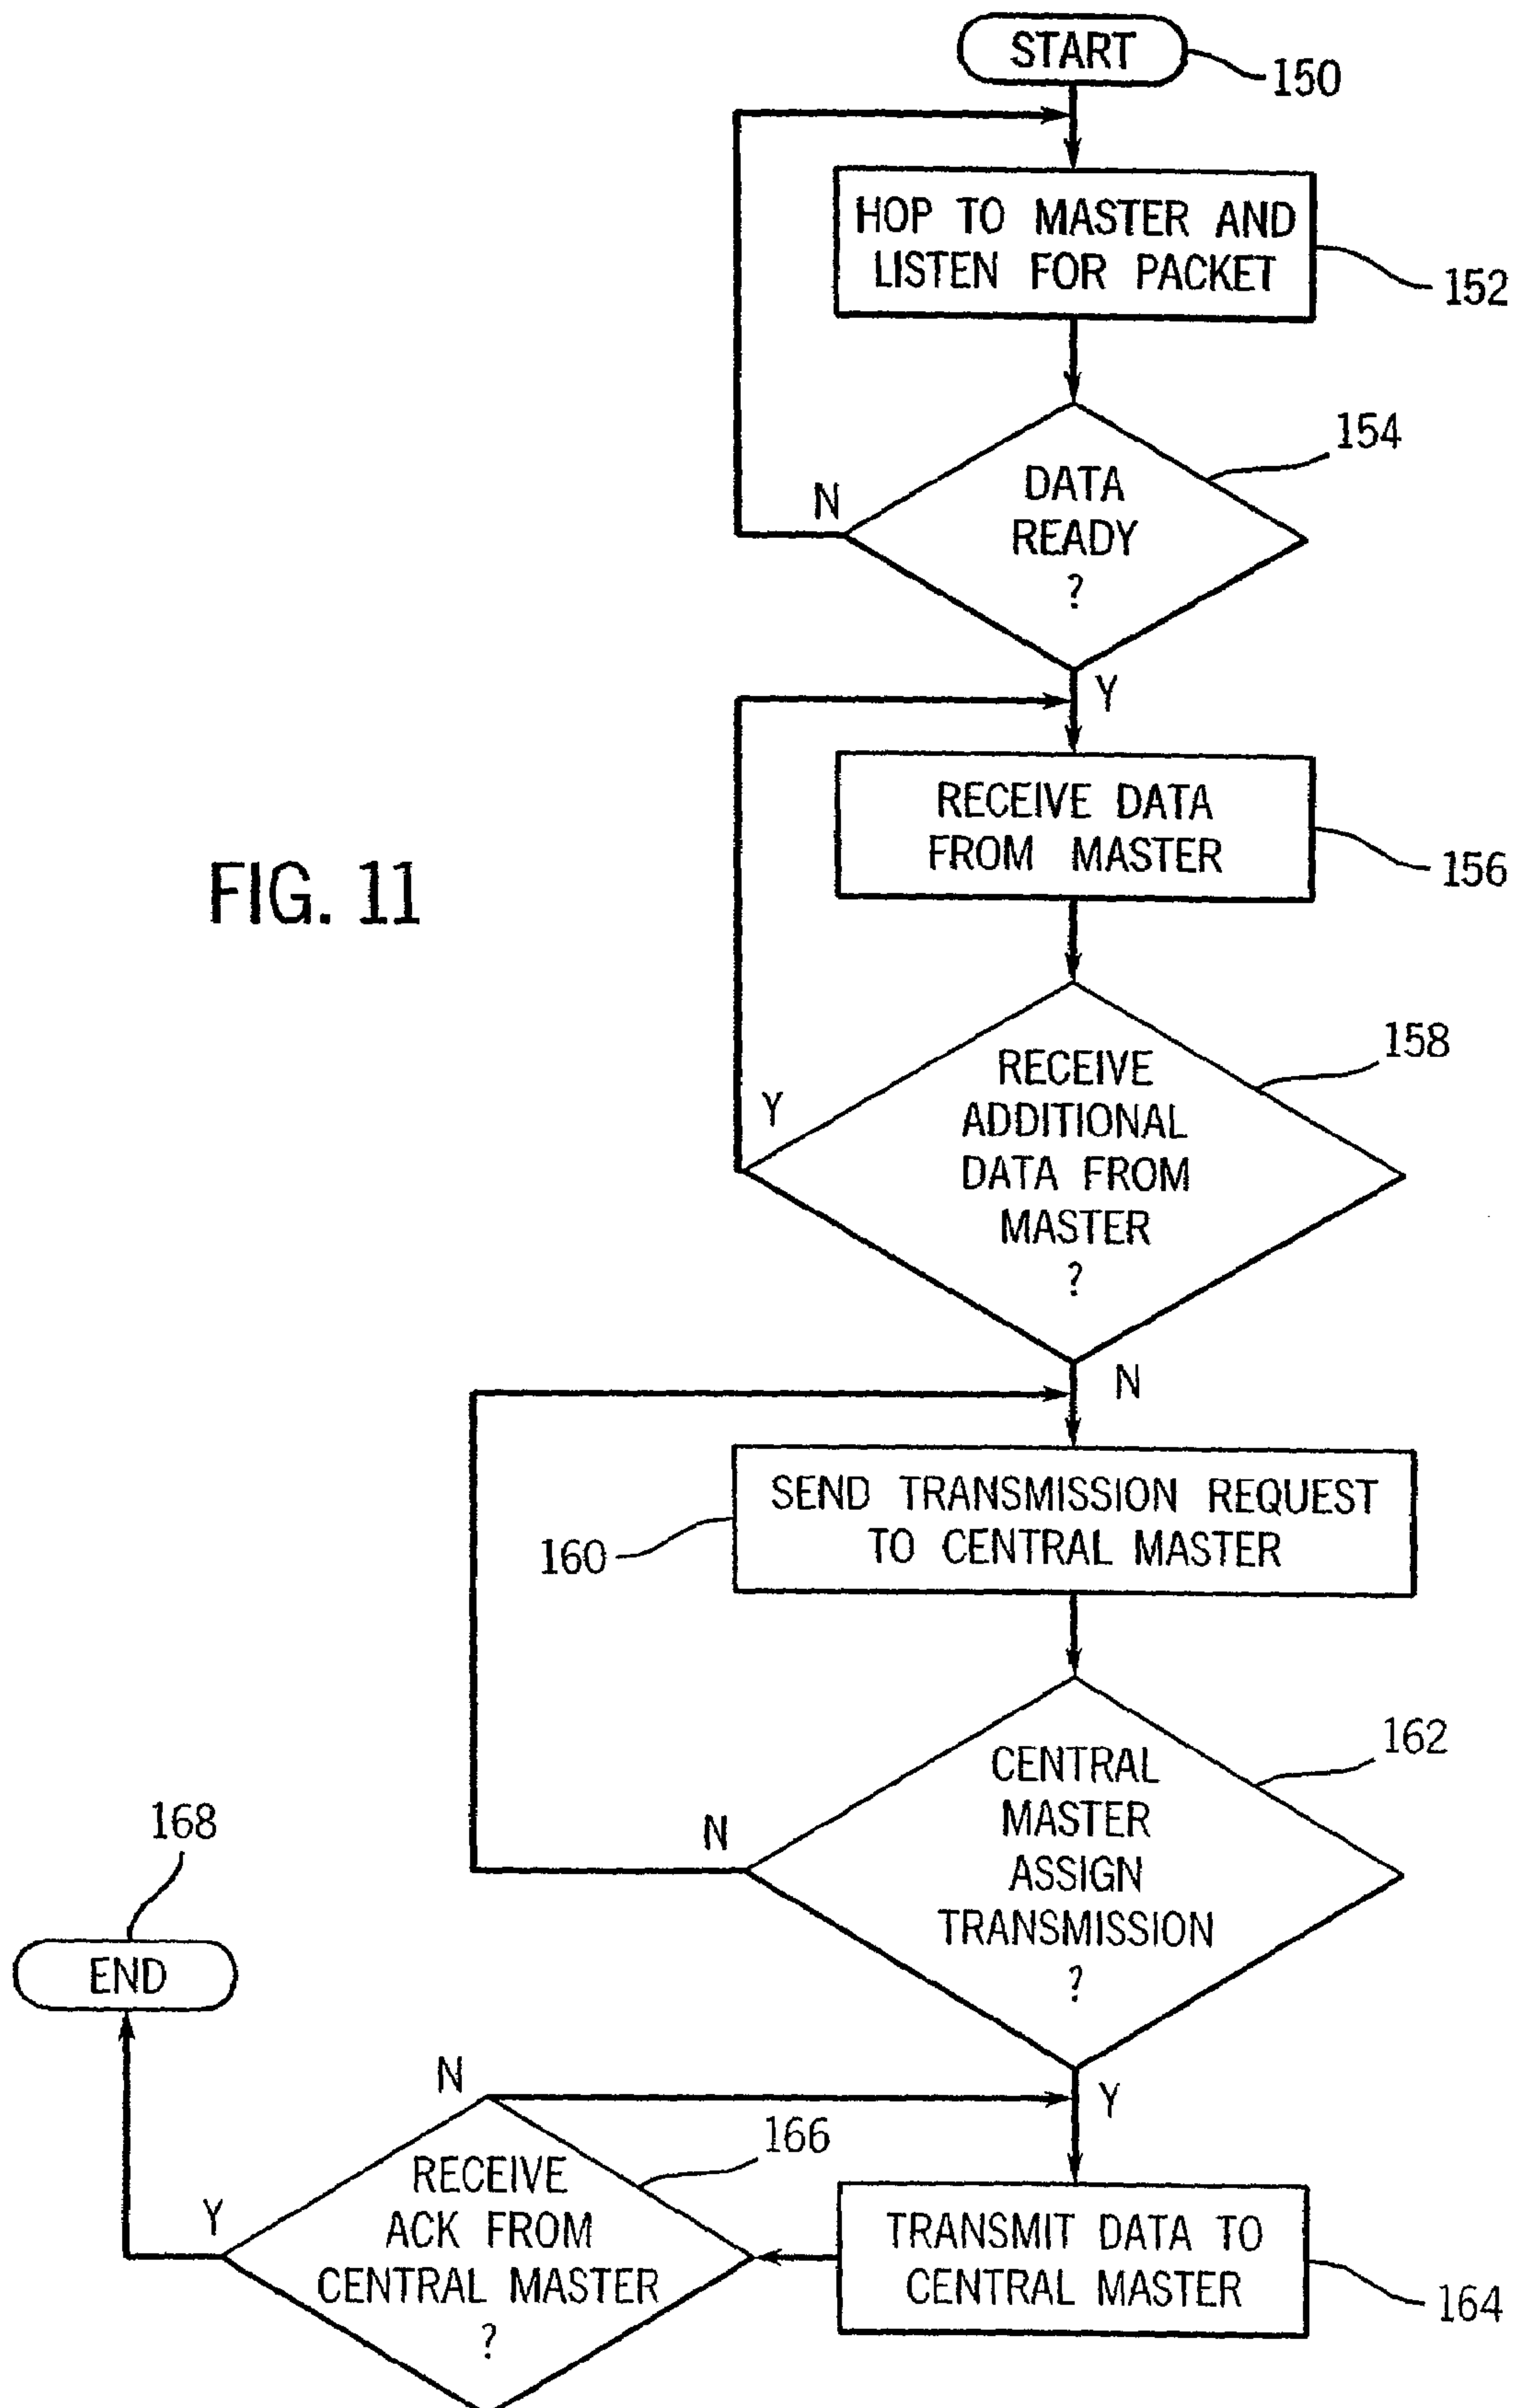 START
150
HOP TO MASTER AND
LISTEN FOR PACKET
152
154
DATA
READY
?
N
Y
RECEIVE DATA
FROM MASTER
156
FIG. 11
158
RECEIVE
ADDITIONAL
DATA FROM
MASTER
?
Y
N
SEND TRANSMISSION REQUEST
TO CENTRAL MASTER
160
162
CENTRAL
MASTER
ASSIGN
TRANSMISSION
?
N
Y
168
END
N
166
RECEIVE
ACK FROM
CENTRAL MASTER
?
Y
TRANSMIT DATA TO
CENTRAL MASTER
164